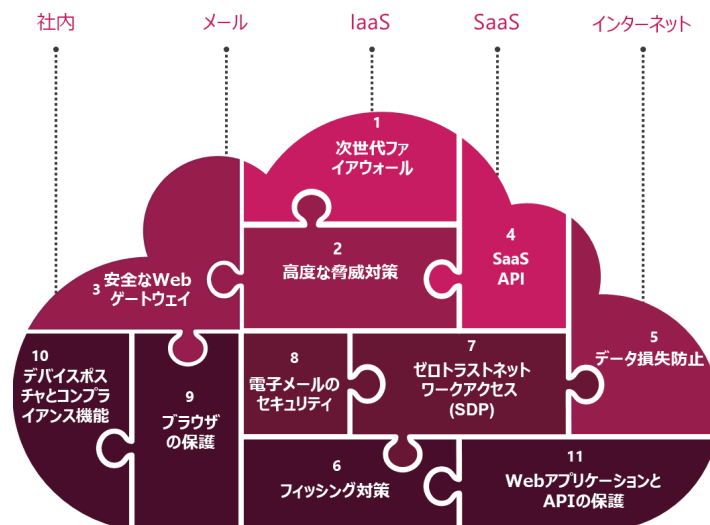 社内
メール
IaaS
SaaS
インターネット
1
次世代ファ
イアウォール
2
高度な脅威対策
3
安全なWeb
ゲートウェイ
4
SaaS
API
5
データ損失防止
10
デバイスポス
チャとコンプラ
イアンス機能
9
ブラウザ
の保護
8
電子メールの
セキュリティ
7
ゼロトラストネット
ワークアクセス
(SDP)
6
フィッシング対策
11
Webアプリケーションと
APIの保護